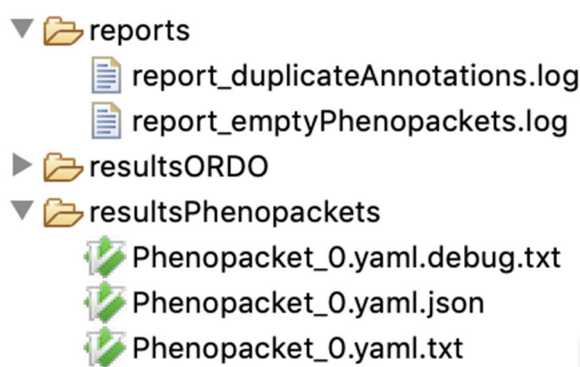 reports
report_duplicateAnnotations.log
report_emptyPhenopackets.log
resultsORDO
resultsPhenopackets
Phenopacket_0.yaml.debug.txt
Phenopacket_0.yaml.json
Phenopacket_0.yaml.txt